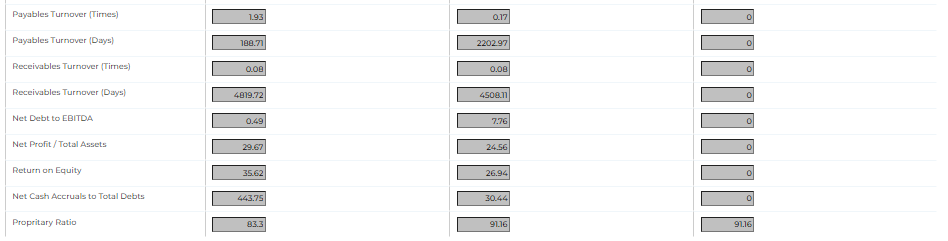 Payables Turnover (Times) 1.93 0.17 0
Payables Turnover (Days) 188.71 2202.97 0
Receivables Turnover (Times) 0.08 0.08 0
Receivables Turnover (Days) 4819.72 4508.11 0
Net Debt to EBITDA 0.49 7.76 0
Net Profit / Total Assets 29.67 24.56 0
Return on Equity 35.62 26.94 0
Net Cash Accruals to Total Debts 443.75 30.44 0
Propritary Ratio 83.3 91.16 91.16